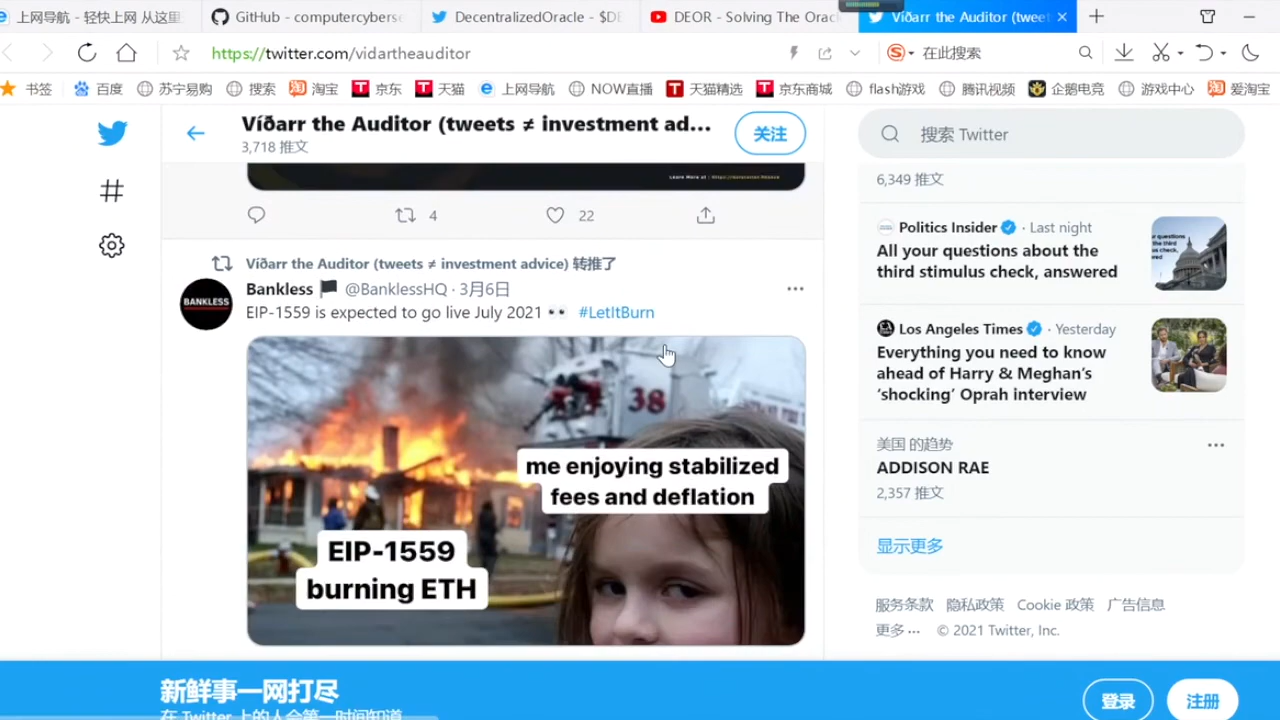 上网导航 - 轻快上网 从这里
GitHub - computercyberse
DecentralizedOracle - $DE
DEOR - Solving The Orac
Víðarr the Auditor (tweet
https://twitter.com/vidartheauditor
在此搜索
书签
百度
苏宁易购
搜索
淘宝
京东
天猫
上网导航
NOW直播
天猫精选
京东商城
flash游戏
腾讯视频
企鹅电竞
游戏中心
爱淘宝
Víðarr the Auditor (tweets ≠ investment ad...
3,718 推文
关注
搜索 Twitter
4
22
Víðarr the Auditor (tweets ≠ investment advice) 转推了
BANKLESS
Bankless 🏴 @BanklessHQ · 3月6日
EIP-1559 is expected to go live July 2021 👀 #LetItBurn
38
me enjoying stabilized
fees and deflation
EIP-1559
burning ETH
6,349 推文
Politics Insider · Last night
All your questions about the
third stimulus check, answered
Los Angeles Times · Yesterday
Everything you need to know
ahead of Harry & Meghan’s
‘shocking’ Oprah interview
美国 的趋势
ADDISON RAE
2,357 推文
显示更多
服务条款 隐私政策 Cookie 政策 广告信息
更多 ··· © 2021 Twitter, Inc.
新鲜事一网打尽
在 Twitter 上的人会第一时间知道
登录
注册